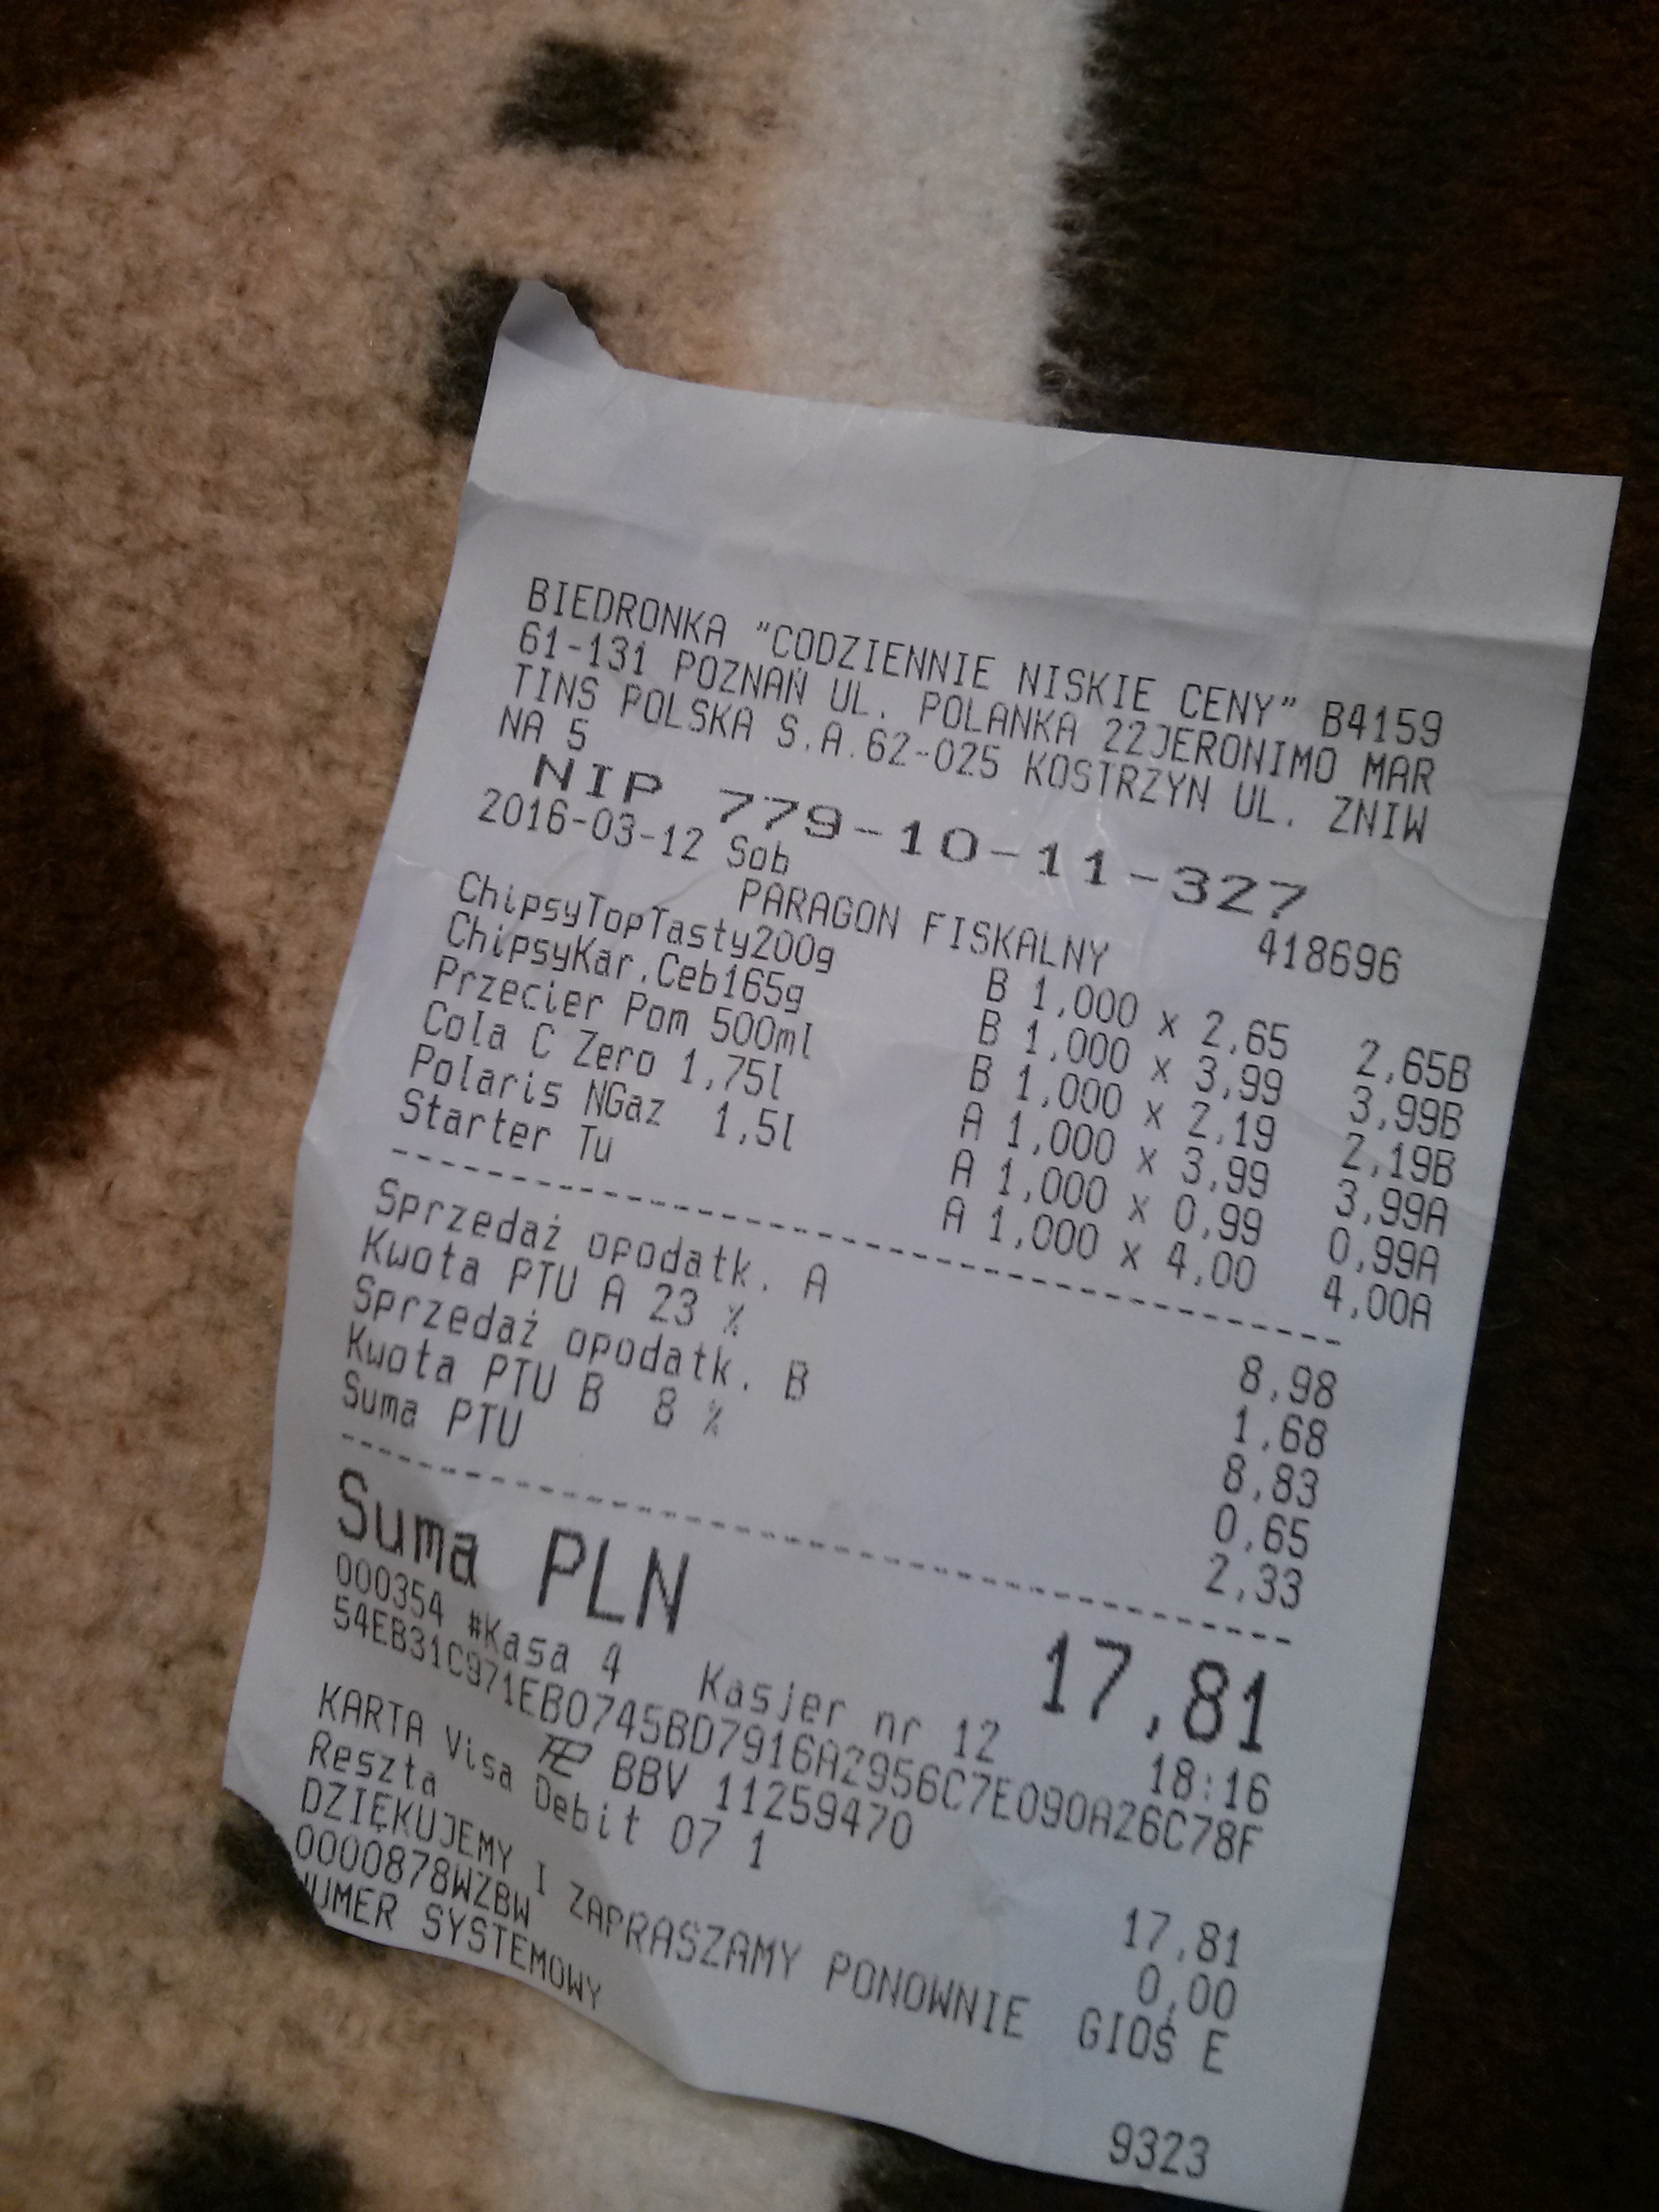 BIEDRONKA "CODZIENNIE NISKIE CENY" B4159
61-131 POZNAŃ UL. POLANKA 22JERONIMO MAR
TINS POLSKA S.A.62-025 KOSTRZYN UL. ZNIW
NA 5
NIP 779-10-11-327
2016-03-12 Sob 418696
PARAGON FISKALNY
ChipsyTopTasty200g B 1,000 x 2,65 2,65B
ChipsyKar.Ceb165g B 1,000 x 3,99 3,99B
Przecier Pom 500ml B 1,000 x 2,19 2,19B
Cola C Zero 1,75l A 1,000 x 3,99 3,99A
Polaris NGaz 1,5l A 1,000 x 0,99 0,99A
Starter Tu A 1,000 x 4,00 4,00A
Sprzedaż opodatk. A 8,98
Kwota PTU A 23 % 1,68
Sprzedaż opodatk. B 8,83
Kwota PTU B 8 % 0,65
Suma PTU 2,33
Suma PLN 17,81
000354 #Kasa 4 Kasjer nr 12 18:16
54EB31C971EB0745BD7916A2956C7E090A26C78F
BBV 11259470
KARTA Visa Debit 07 1 17,81
Reszta 0,00
DZIĘKUJEMY I ZAPRASZAMY PONOWNIE GIOŚ E
0000878WZBW
NUMER SYSTEMOWY 9323